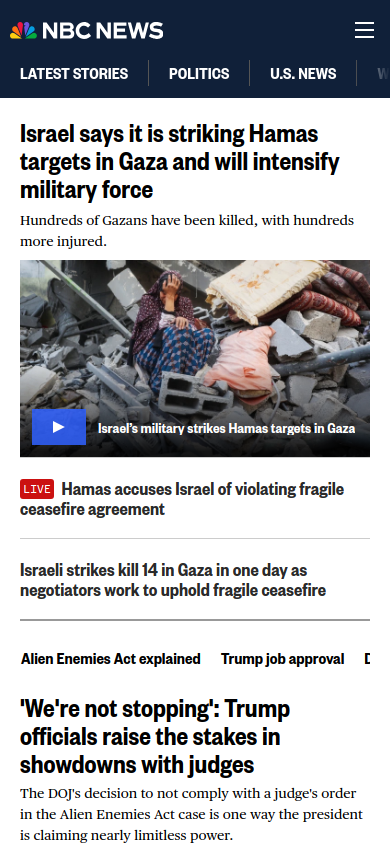 NBC NEWS
LATEST STORIES
POLITICS
U.S. NEWS
Israel says it is striking Hamas
targets in Gaza and will intensify
military force
Hundreds of Gazans have been killed, with hundreds
more injured.
Israel's military strikes Hamas targets in Gaza
LIVE Hamas accuses Israel of violating fragile
ceasefire agreement
Israeli strikes kill 14 in Gaza in one day as
negotiators work to uphold fragile ceasefire
Alien Enemies Act explained
Trump job approval
'We're not stopping': Trump
officials raise the stakes in
showdowns with judges
The DOJ's decision to not comply with a judge's order
in the Alien Enemies Act case is one way the president
is claiming nearly limitless power.